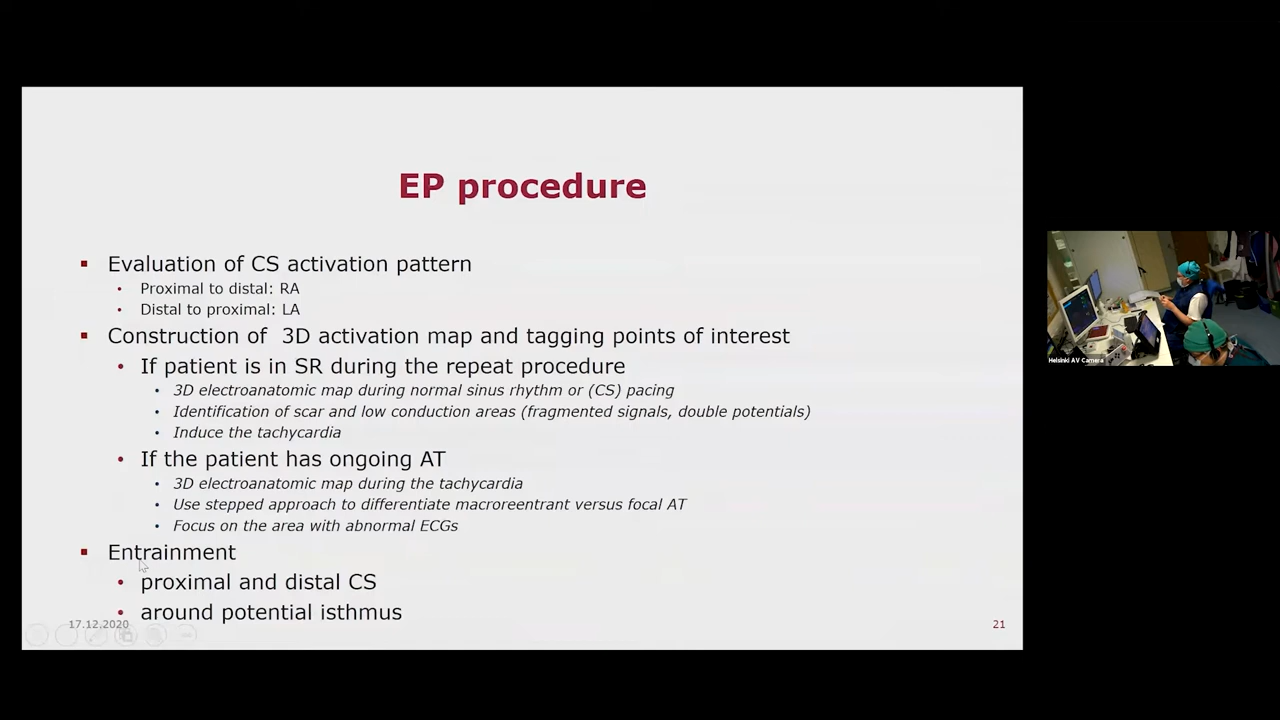 EP procedure
Evaluation of CS activation pattern
Proximal to distal: RA
Distal to proximal: LA
Construction of 3D activation map and tagging points of interest
If patient is in SR during the repeat procedure
3D electroanatomic map during normal sinus rhythm or (CS) pacing
Identification of scar and low conduction areas (fragmented signals, double potentials)
Induce the tachycardia
If the patient has ongoing AT
3D electroanatomic map during the tachycardia
Use stepped approach to differentiate macroreentrant versus focal AT
Focus on the area with abnormal ECGs
Entrainment
proximal and distal CS
around potential isthmus
17.12.2020
21
Helsinki AV Camera